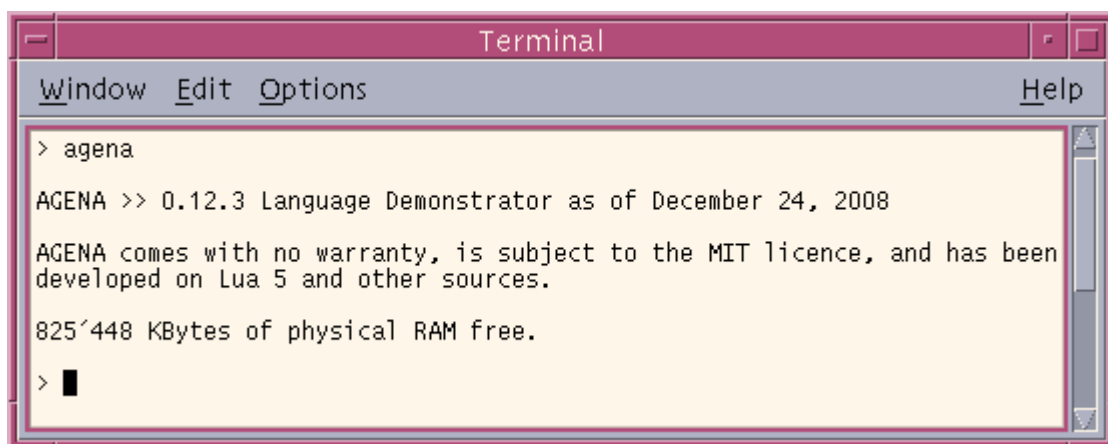 Terminal
Window Edit Options Help
> agena
AGENA >> 0.12.3 Language Demonstrator as of December 24, 2008
AGENA comes with no warranty, is subject to the MIT licence, and has been
developed on Lua 5 and other sources.
825´448 KBytes of physical RAM free.
>